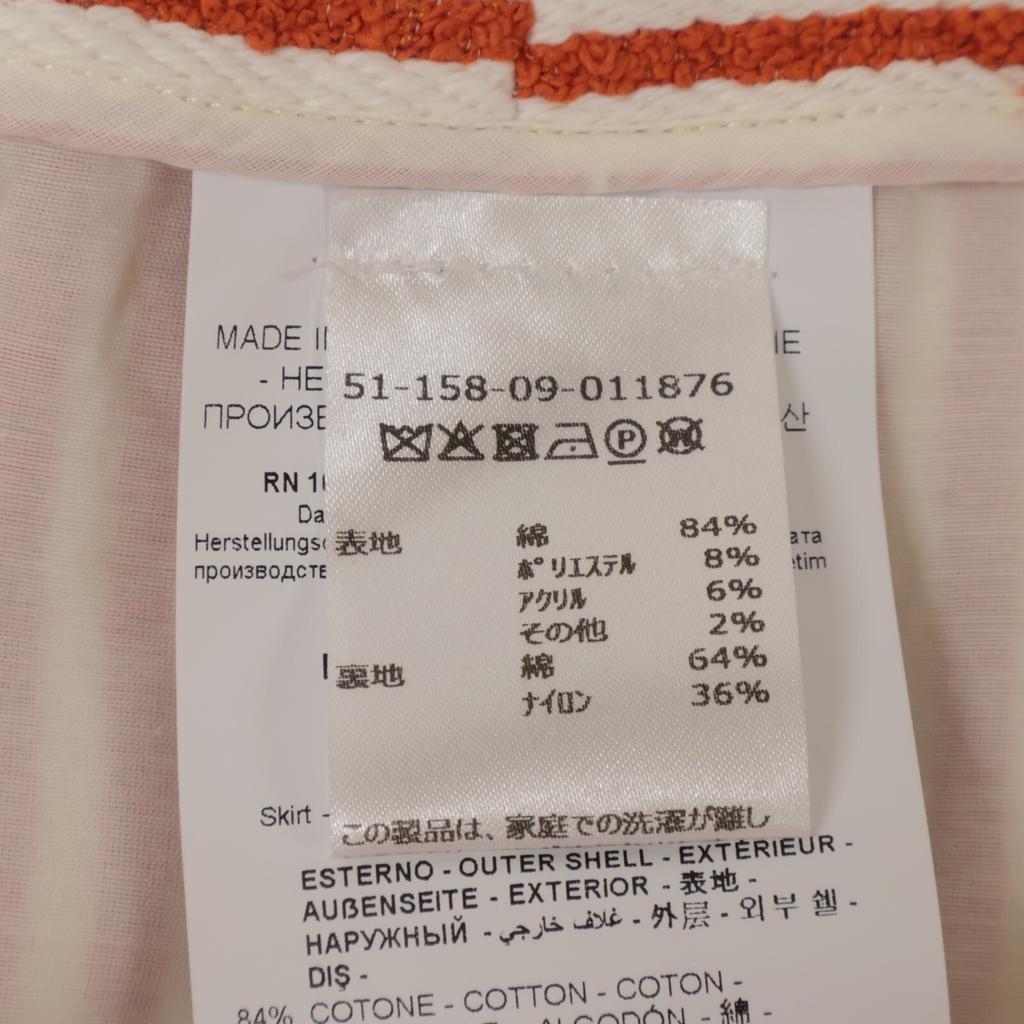 MADE
- HE
ПРОИЗВ
산
51-158-09-011876
RN
Da
Herstellungs
производств
ата
etim
表地 綿 84%
ポリエステル 8%
アクリル 6%
その他 2%
裏地 綿 64%
ナイロン 36%
Skirt -
この製品は、家庭での洗濯が難し
ESTERNO - OUTER SHELL - EXTÉRIEUR -
AUßENSEITE - EXTERIOR - 表地 -
НАРУЖНЫЙ - غلاف خارجي - 外层 - 외부 쉘 -
DIŞ -
84% COTONE - COTTON - COTON -
ALGODÓN - 綿 -